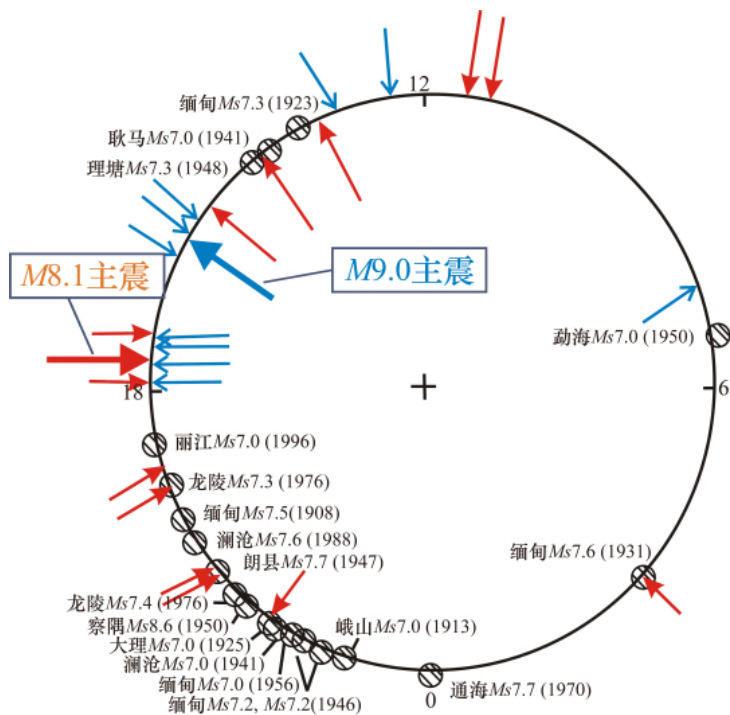 12
缅甸Ms7.3 (1923)
耿马Ms7.0 (1941)
理塘Ms7.3 (1948)
M8.1主震
M9.0主震
勐海Ms7.0 (1950)
18
6
丽江Ms7.0 (1996)
龙陵Ms7.3 (1976)
缅甸Ms7.5(1908)
澜沧Ms7.6 (1988)
缅甸Ms7.6 (1931)
朗县Ms7.7 (1947)
龙陵Ms7.4 (1976)
察隅Ms8.6 (1950)
大理Ms7.0 (1925)
峨山Ms7.0 (1913)
澜沧Ms7.0 (1941)
缅甸Ms7.0 (1956)
缅甸Ms7.2, Ms7.2(1946)
0
通海Ms7.7 (1970)